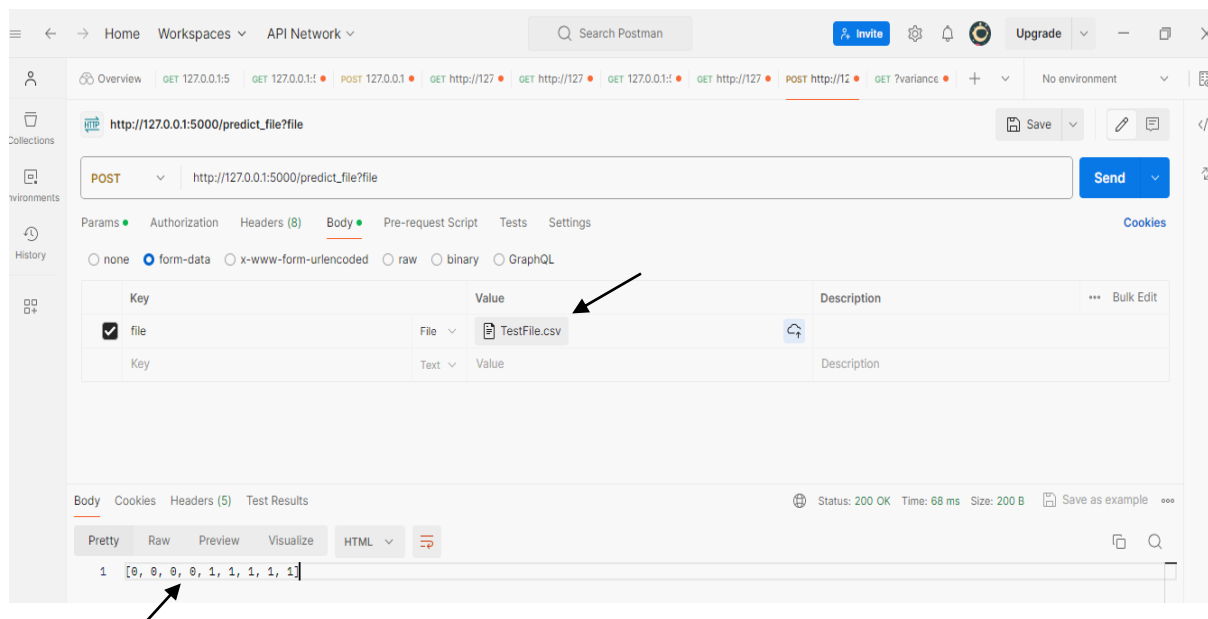 Home Workspaces API Network Search Postman Invite Upgrade
Overview GET 127.0.0.1:5 GET 127.0.0.1:5 POST 127.0.0.1 GET http://127 GET http://127 GET 127.0.0.1:5 GET http://127 POST http://12 GET ?variance No environment
HTTP http://127.0.0.1:5000/predict_file?file Save
Collections
POST http://127.0.0.1:5000/predict_file?file Send
nvironments
Params Authorization Headers (8) Body Pre-request Script Tests Settings Cookies
History
none form-data x-www-form-urlencoded raw binary GraphQL
Key Value Description Bulk Edit
file File TestFile.csv
Key Text Value Description
Body Cookies Headers (5) Test Results Status: 200 OK Time: 68 ms Size: 200 B Save as example
Pretty Raw Preview Visualize HTML
1 [0, 0, 0, 0, 1, 1, 1, 1, 1]